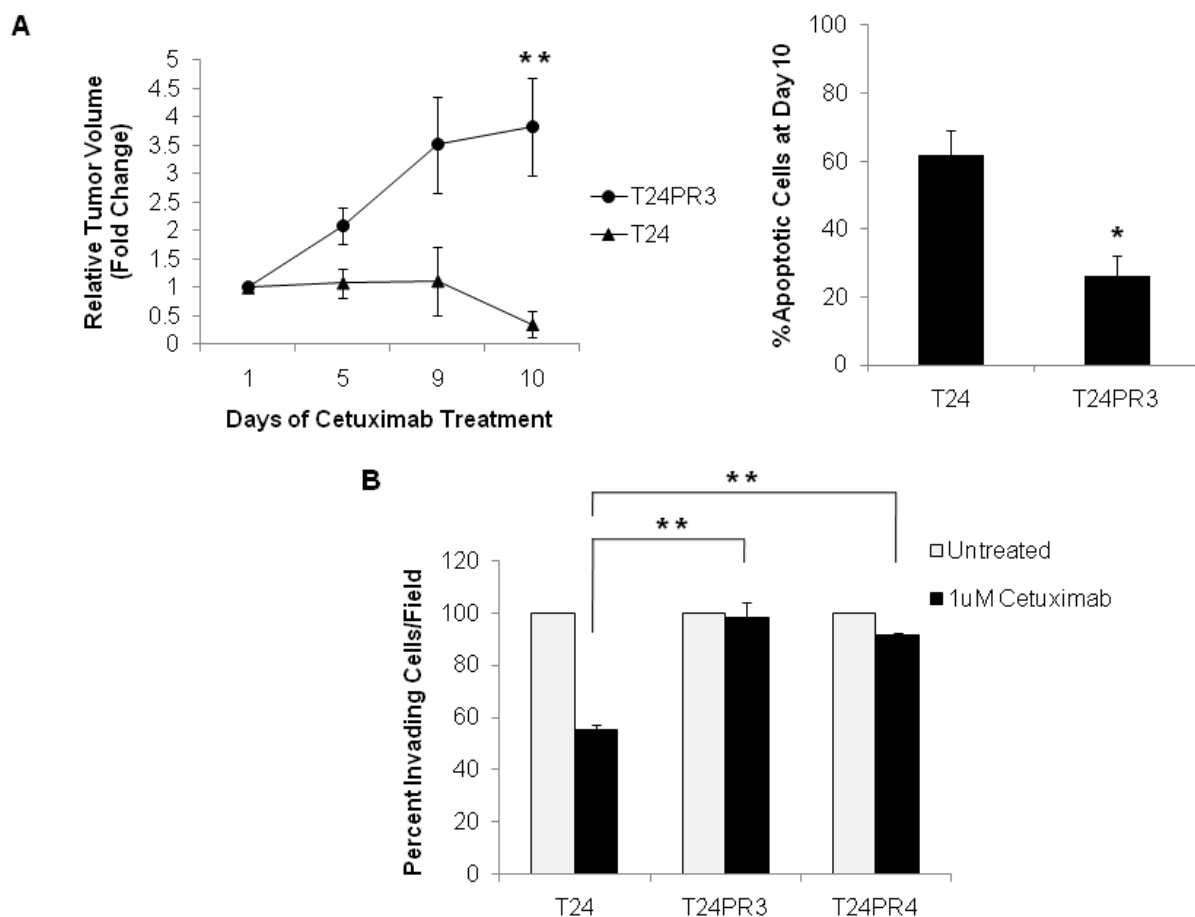 A
Relative Tumor Volume
(Fold Change)
5
4.5
4
3.5
3
2.5
2
1.5
1
0.5
0
**
T24PR3
T24
1 5 9 10
Days of Cetuximab Treatment
%Apoptotic Cells at Day10
100
80
60
40
20
0
*
T24 T24PR3
B
**
**
Percent Invading Cells/Field
120
100
80
60
40
20
0
Untreated
1uM Cetuximab
T24 T24PR3 T24PR4